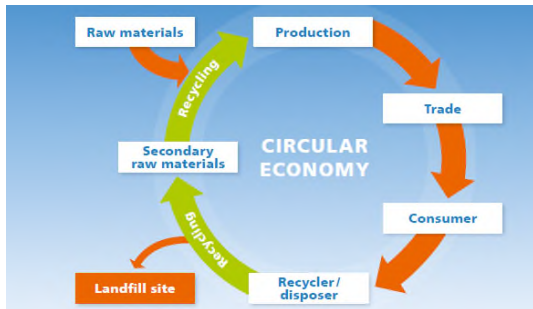 Raw materials
Production
Recycling
Trade
Secondary
raw materials
CIRCULAR
ECONOMY
Consumer
Recycling
Landfill site
Recycler/
disposer